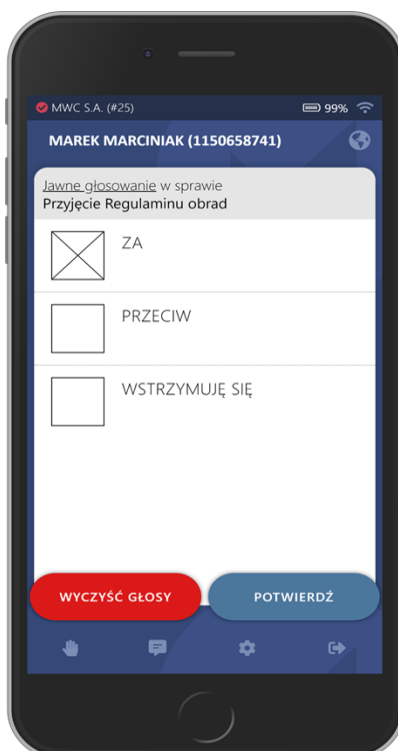 MWC S.A. (#25) 99%
MAREK MARCINIAK (1150658741)
Jawne głosowanie w sprawie
Przyjęcie Regulaminu obrad
ZA
PRZECIW
WSTRZYMUJĘ SIĘ
WYCZYŚĆ GŁOSY POTWIERDŹ